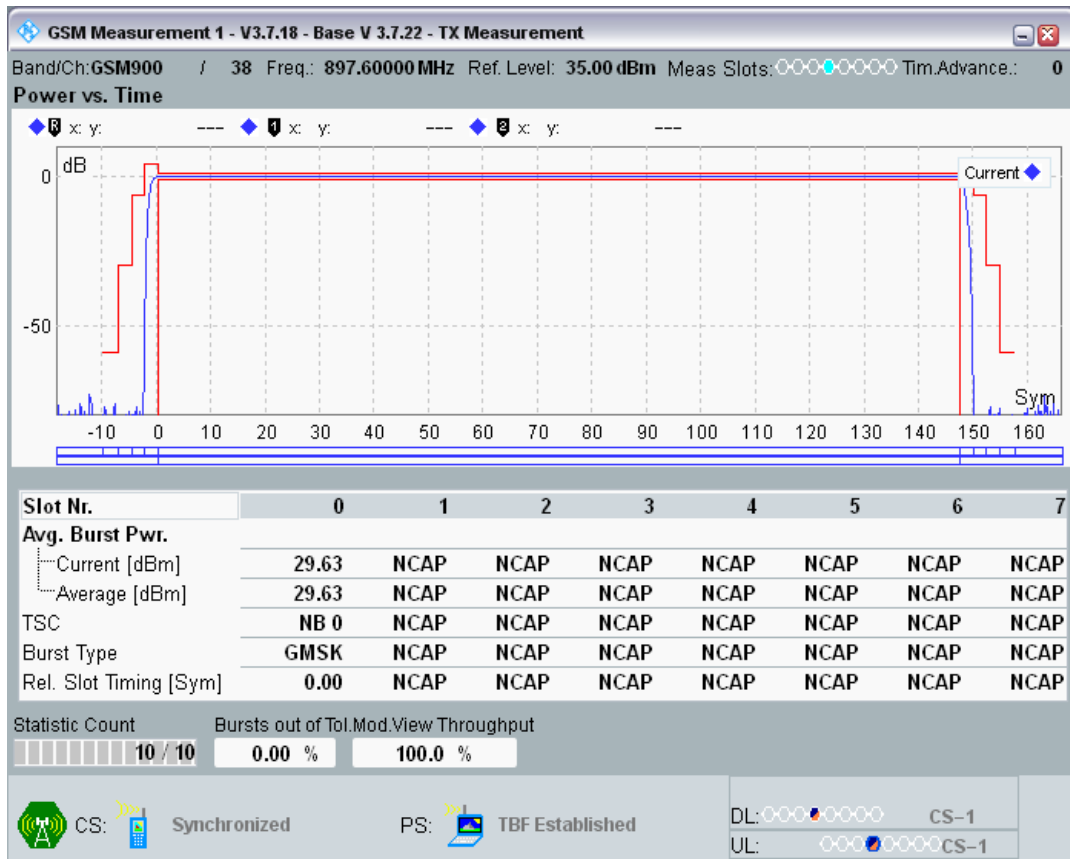 GSM Measurement 1 - V3.7.18 - Base V 3.7.22 - TX Measurement
Band/Ch:GSM900 / 38 Freq.: 897.60000 MHz Ref. Level: 35.00 dBm Meas Slots: Tim.Advance.: 0
Power vs. Time
R x: y: --- 1 x: y: --- 2 x: y: ---
dB
Current
0
-50
Sym
-10 0 10 20 30 40 50 60 70 80 90 100 110 120 130 140 150 160
Slot Nr. 0 1 2 3 4 5 6 7
Avg. Burst Pwr.
Current [dBm] 29.63 NCAP NCAP NCAP NCAP NCAP NCAP NCAP
Average [dBm] 29.63 NCAP NCAP NCAP NCAP NCAP NCAP NCAP
TSC NB 0 NCAP NCAP NCAP NCAP NCAP NCAP NCAP
Burst Type GMSK NCAP NCAP NCAP NCAP NCAP NCAP NCAP
Rel. Slot Timing [Sym] 0.00 NCAP NCAP NCAP NCAP NCAP NCAP NCAP
Statistic Count Bursts out of Tol.Mod.View Throughput
10 / 10 0.00 % 100.0 %
CS: Synchronized PS: TBF Established DL: CS-1
UL: CS-1